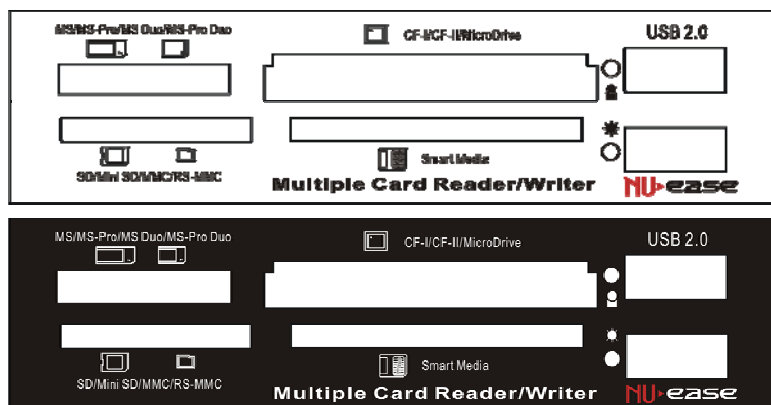 MS/MS-Pro/MS Duo/MS-Pro Duo
CF-I/CF-II/MicroDrive
USB 2.0
SD/Mini SD/MMC/RS-MMC
Smart Media
Multiple Card Reader/Writer
NU ease
MS/MS-Pro/MS Duo/MS-Pro Duo
CF-I/CF-II/MicroDrive
USB 2.0
SD/Mini SD/MMC/RS-MMC
Smart Media
Multiple Card Reader/Writer
NU ease